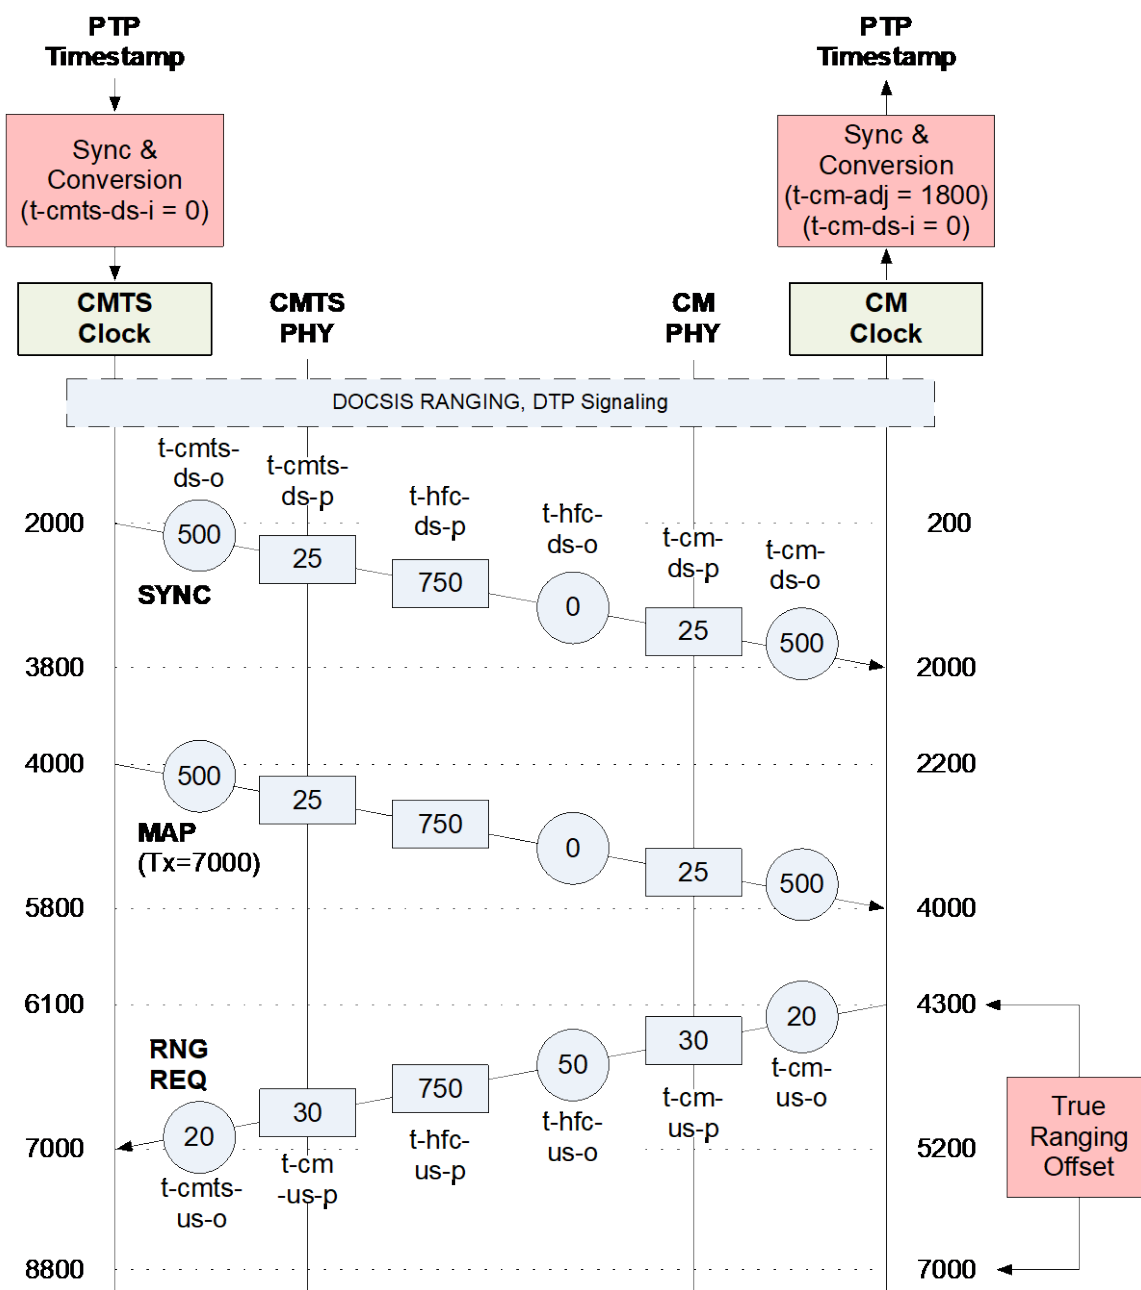 PTP
Timestamp
PTP
Timestamp
Sync &
Conversion
(t-cmts-ds-i = 0)
Sync &
Conversion
(t-cm-adj = 1800)
(t-cm-ds-i = 0)
CMTS
Clock
CMTS
PHY
CM
PHY
CM
Clock
DOCSIS RANGING, DTP Signaling
t-cmts-
ds-o
t-cmts-
ds-p
t-hfc-
ds-p
t-hfc-
ds-o
t-cm-
ds-p
t-cm-
ds-o
2000
500
25
750
0
25
500
200
SYNC
3800
2000
4000
500
25
750
0
25
500
2200
MAP
(Tx=7000)
5800
4000
6100
20
30
50
750
30
20
4300
RNG
REQ
t-cm-
us-o
t-cm-
us-p
t-hfc-
us-o
t-hfc-
us-p
t-cm
-us-p
t-cmts-
us-o
7000
5200
True
Ranging
Offset
8800
7000